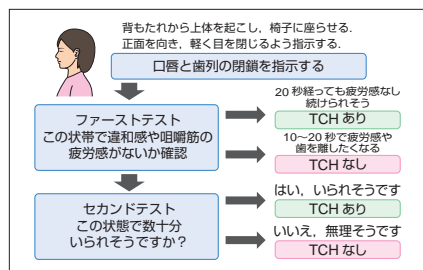 背もたれから上体を起こし，椅子に座らせる.
正面を向き，軽く目を閉じるよう指示する.
口唇と歯列の閉鎖を指示する
ファーストテスト
この状帯で違和感や咀嚼筋の
疲労感がないか確認
20 秒経っても疲労感なし
続けられそう
TCH あり
10〜20 秒で疲労感や
歯を離したくなる
TCH なし
セカンドテスト
この状態で数十分
いられそうですか？
はい，いられそうです
TCH あり
いいえ，無理そうです
TCH なし